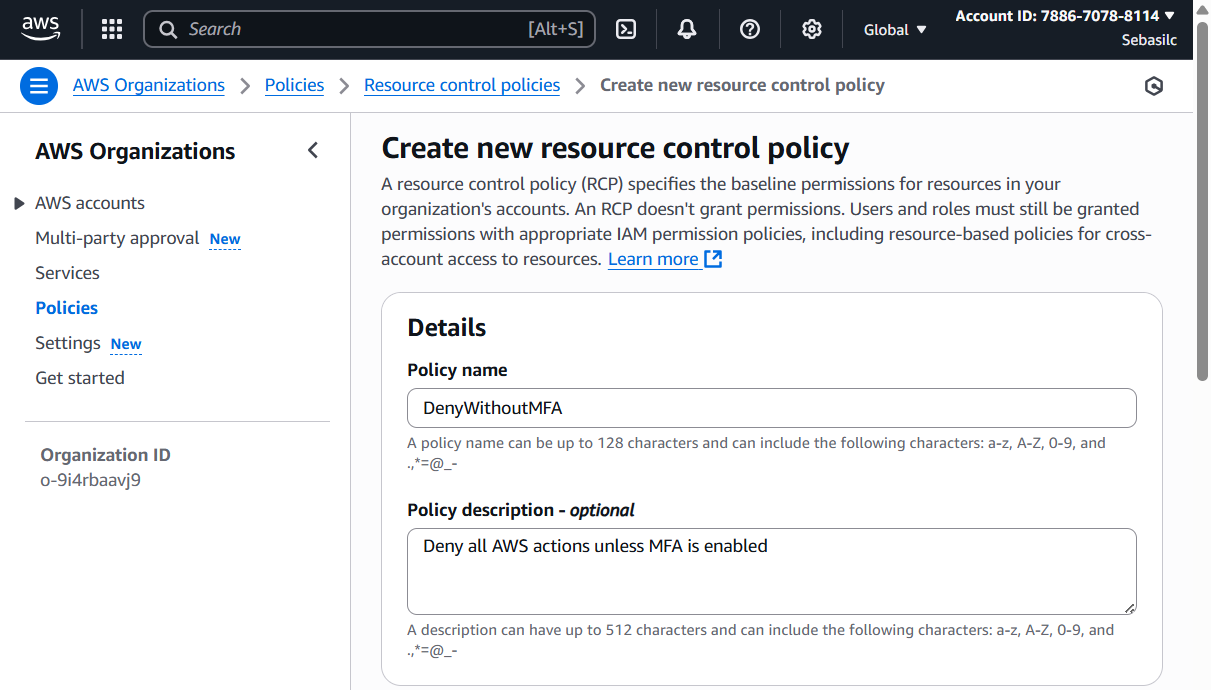 aws
Search [Alt+S]
Global
Account ID: 7886-7078-8114
Sebasilc
AWS Organizations
Policies
Resource control policies
Create new resource control policy
AWS Organizations
AWS accounts
Multi-party approval New
Services
Policies
Settings New
Get started
Organization ID
o-9i4rbaavj9
Create new resource control policy
A resource control policy (RCP) specifies the baseline permissions for resources in your
organization's accounts. An RCP doesn't grant permissions. Users and roles must still be granted
permissions with appropriate IAM permission policies, including resource-based policies for cross-
account access to resources. Learn more
Details
Policy name
DenyWithoutMFA
A policy name can be up to 128 characters and can include the following characters: a-z, A-Z, 0-9, and
.,*=@_-
Policy description - optional
Deny all AWS actions unless MFA is enabled
A description can have up to 512 characters and can include the following characters: a-z, A-Z, 0-9, and
.,*=@_-